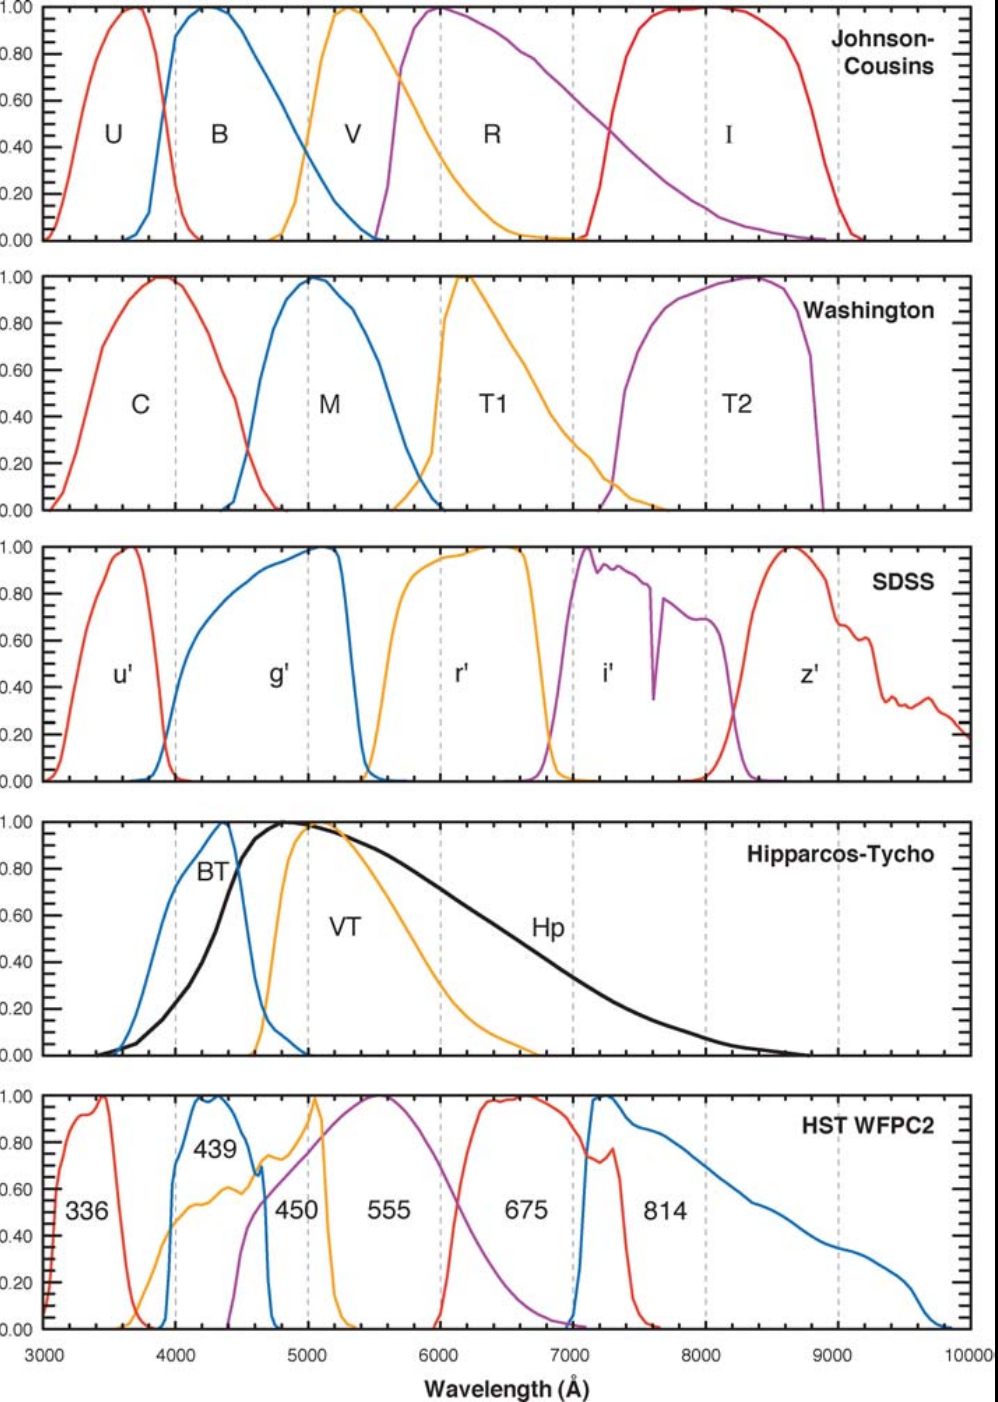 1.00
0.80
0.60
0.40
0.20
0.00
U
B
V
R
I
Johnson-
Cousins
1.00
0.80
0.60
0.40
0.20
0.00
C
M
T1
T2
Washington
1.00
0.80
0.60
0.40
0.20
0.00
u'
g'
r'
i'
z'
SDSS
1.00
0.80
0.60
0.40
0.20
0.00
BT
VT
Hp
Hipparcos-Tycho
1.00
0.80
0.60
0.40
0.20
0.00
336
439
450
555
675
814
HST WFPC2
3000 4000 5000 6000 7000 8000 9000 10000
Wavelength (Å)